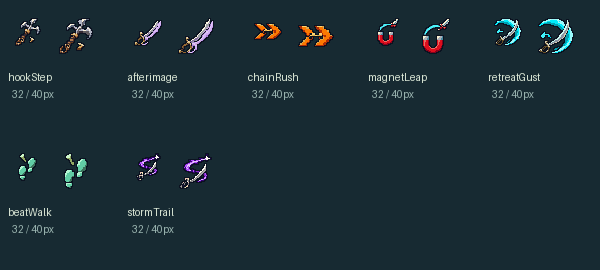 hookStep
32 / 40px
afterimage
32 / 40px
chainRush
32 / 40px
magnetLeap
32 / 40px
retreatGust
32 / 40px
beatWalk
32 / 40px
stormTrail
32 / 40px